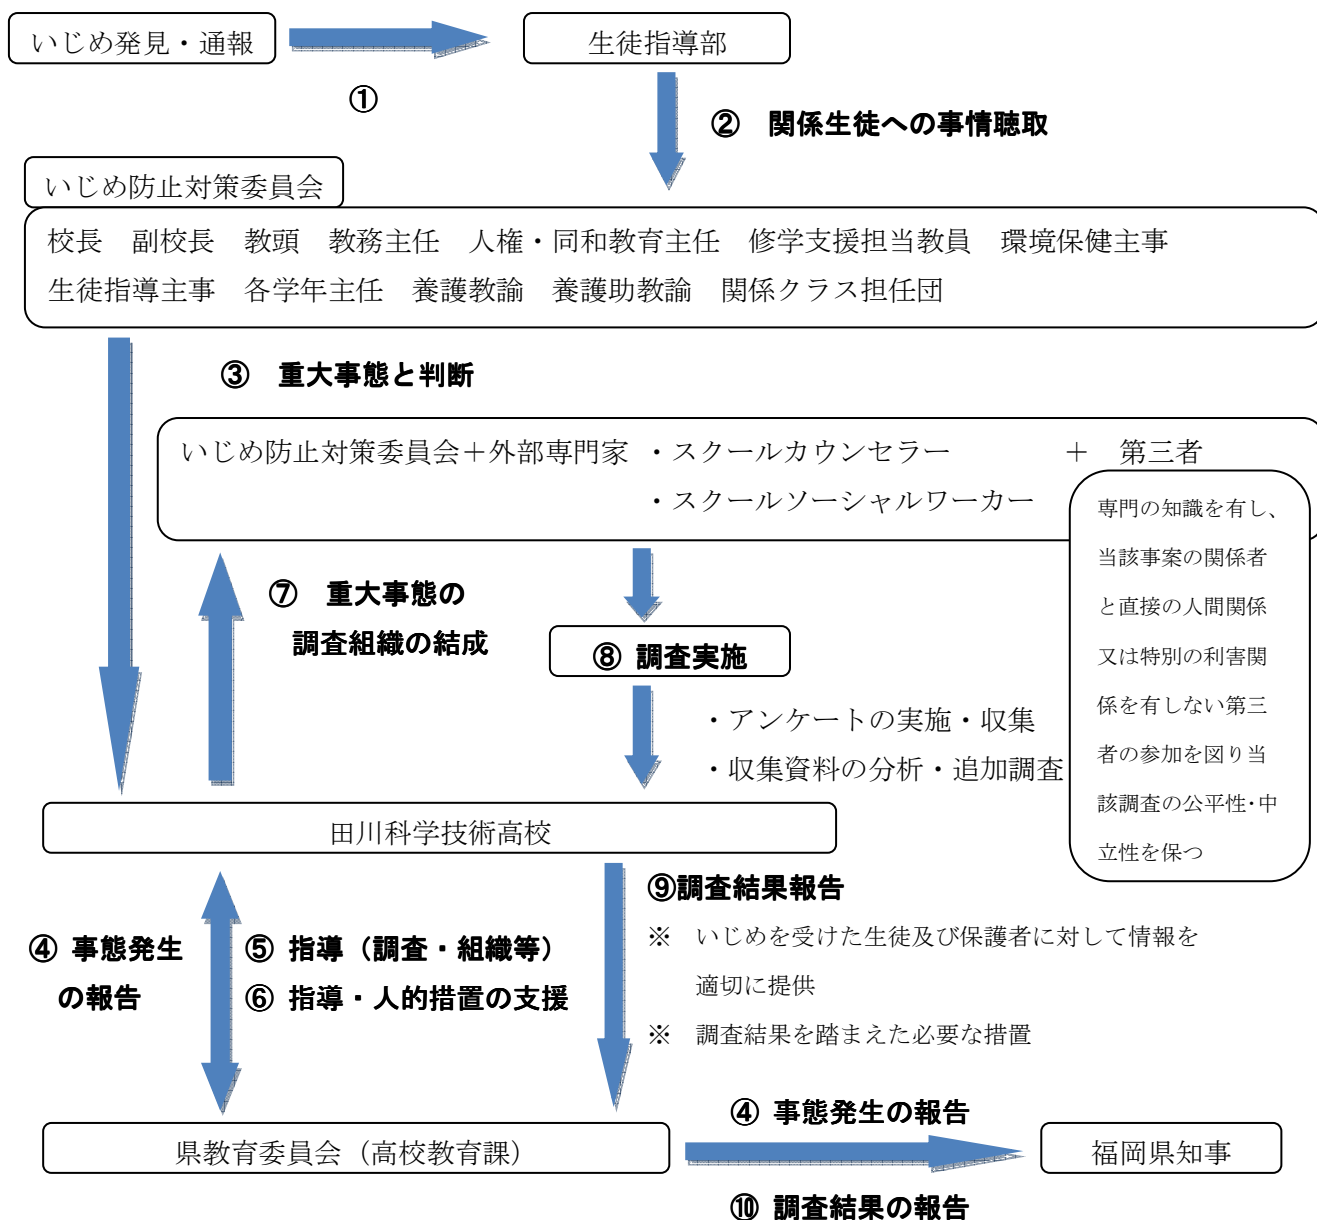 いじめ発見・通報
生徒指導部
①
②　関係生徒への事情聴取
いじめ防止対策委員会
校長　副校長　教頭　教務主任　人権・同和教育主任　修学支援担当教員　環境保健主事
生徒指導主事　各学年主任　養護教諭　養護助教諭　関係クラス担任団
③　重大事態と判断
いじめ防止対策委員会＋外部専門家　・スクールカウンセラー　＋　第三者
・スクールソーシャルワーカー
専門の知識を有し、
当該事案の関係者
と直接の人間関係
又は特別の利害関
係を有しない第三
者の参加を図り当
該調査の公平性・中
立性を保つ
⑦　重大事態の
調査組織の結成
⑧ 調査実施
・アンケートの実施・収集
・収集資料の分析・追加調査
田川科学技術高校
④ 事態発生
の報告
⑤ 指導（調査・組織等）
⑥ 指導・人的措置の支援
⑨調査結果報告
※　いじめを受けた生徒及び保護者に対して情報を
適切に提供
※　調査結果を踏まえた必要な措置
④ 事態発生の報告
県教育委員会（高校教育課）
福岡県知事
⑩ 調査結果の報告